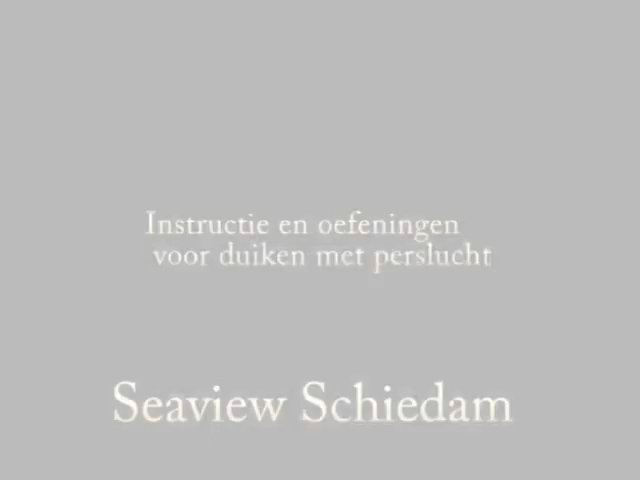 Instructie en oefeningen
voor duiken met perslucht
Seaview Schiedam